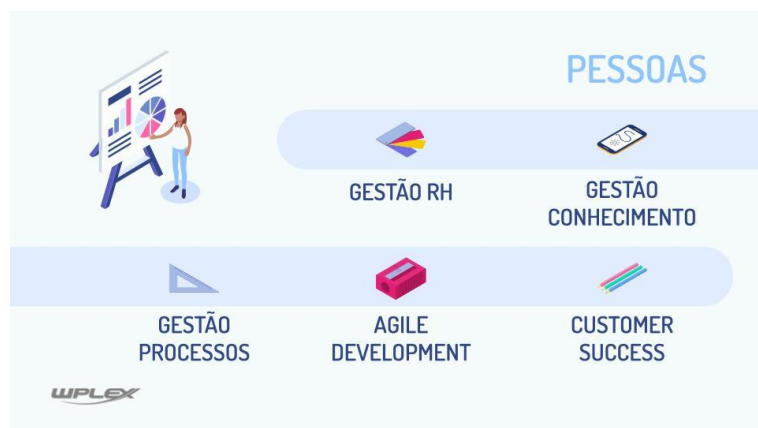 PESSOAS
GESTÃO RH
GESTÃO
CONHECIMENTO
GESTÃO
PROCESSOS
AGILE
DEVELOPMENT
CUSTOMER
SUCCESS
WPLEX